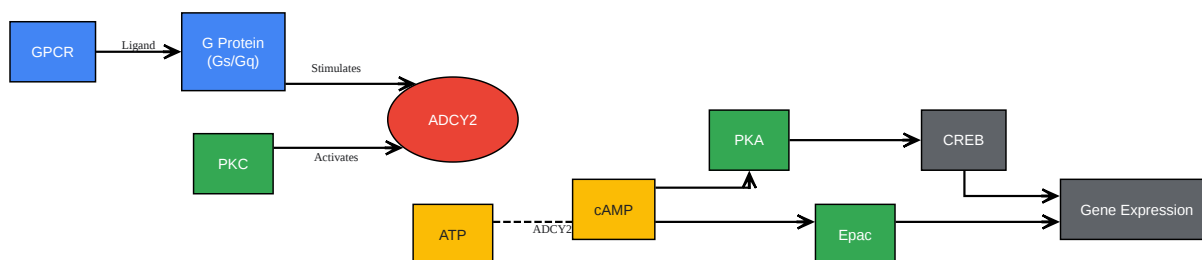 GPCR
Ligand
G Protein
(Gs/Gq)
Stimulates
ADCY2
PKC
Activates
PKA
CREB
cAMP
Gene Expression
ATP
ADCY2
Epac